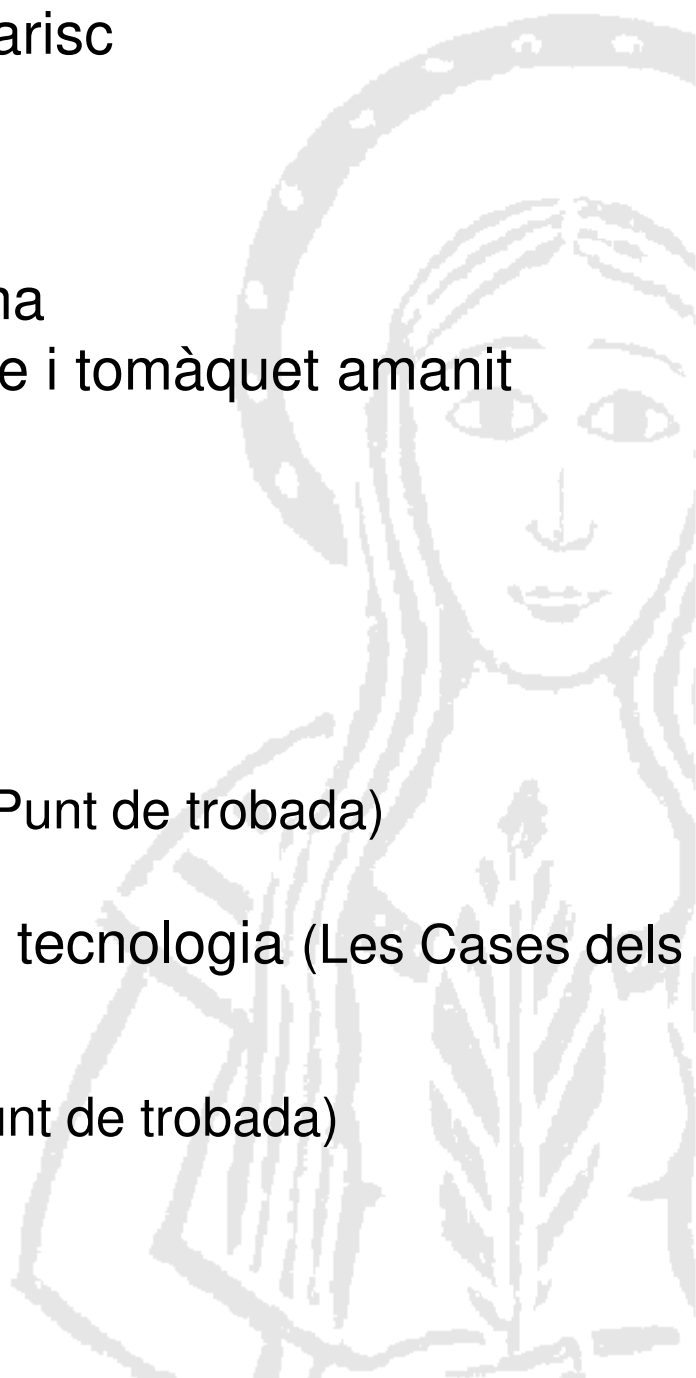 arisc
na
e i tomàquet amanit
Punt de trobada)
tecnologia (Les Cases dels
unt de trobada)